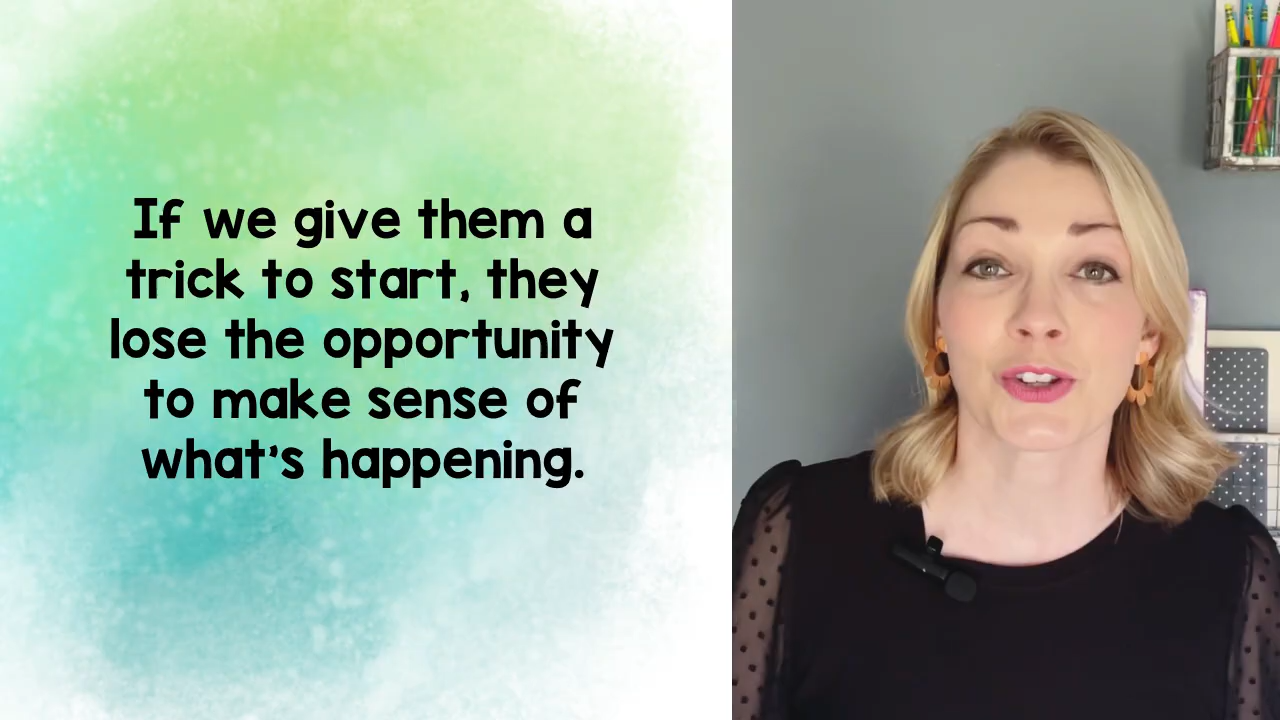 If we give them a
trick to start, they
lose the opportunity
to make sense of
what's happening.